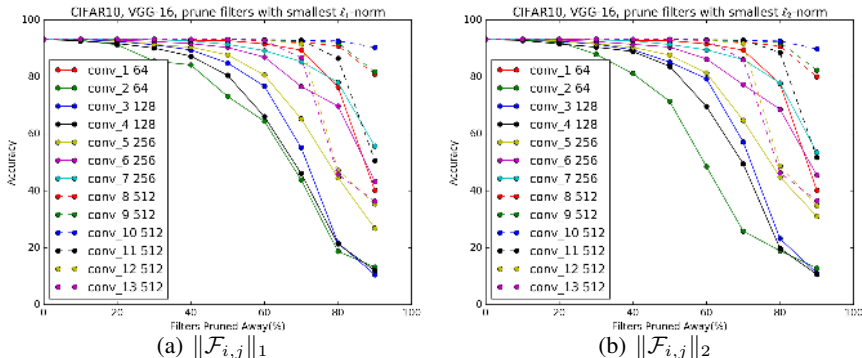 CIFAR10, VGG-16, prune filters with smallest ℓ₁-norm
100
80
60
40
20
0
Accuracy
conv_1 64
conv_2 64
conv_3 128
conv_4 128
conv_5 256
conv_6 256
conv_7 256
conv_8 512
conv_9 512
conv_10 512
conv_11 512
conv_12 512
conv_13 512
0 20 40 60 80 100
Filters Pruned Away(%)
(a) ‖𝓕i,j‖1
CIFAR10, VGG-16, prune filters with smallest ℓ₂-norm
100
80
60
40
20
0
Accuracy
conv_1 64
conv_2 64
conv_3 128
conv_4 128
conv_5 256
conv_6 256
conv_7 256
conv_8 512
conv_9 512
conv_10 512
conv_11 512
conv_12 512
conv_13 512
0 20 40 60 80 100
Filters Pruned Away(%)
(b) ‖𝓕i,j‖2